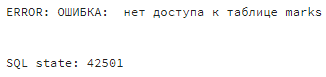 ERROR: ОШИБКА:  нет доступа к таблице marks
SQL state: 42501